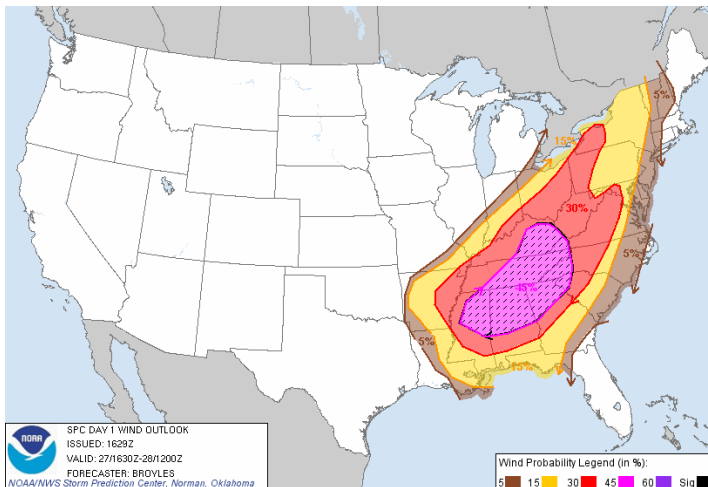 5%
15%
30%
5%
45%
5%
15%
NOAA
SPC DAY 1 WIND OUTLOOK
ISSUED: 1629Z
VALID: 27/1630Z-28/1200Z
FORECASTER: BROYLES
NOAA/NWS Storm Prediction Center, Norman, Oklahoma
Wind Probability Legend (in %):
5 15 30 45 60 Sig